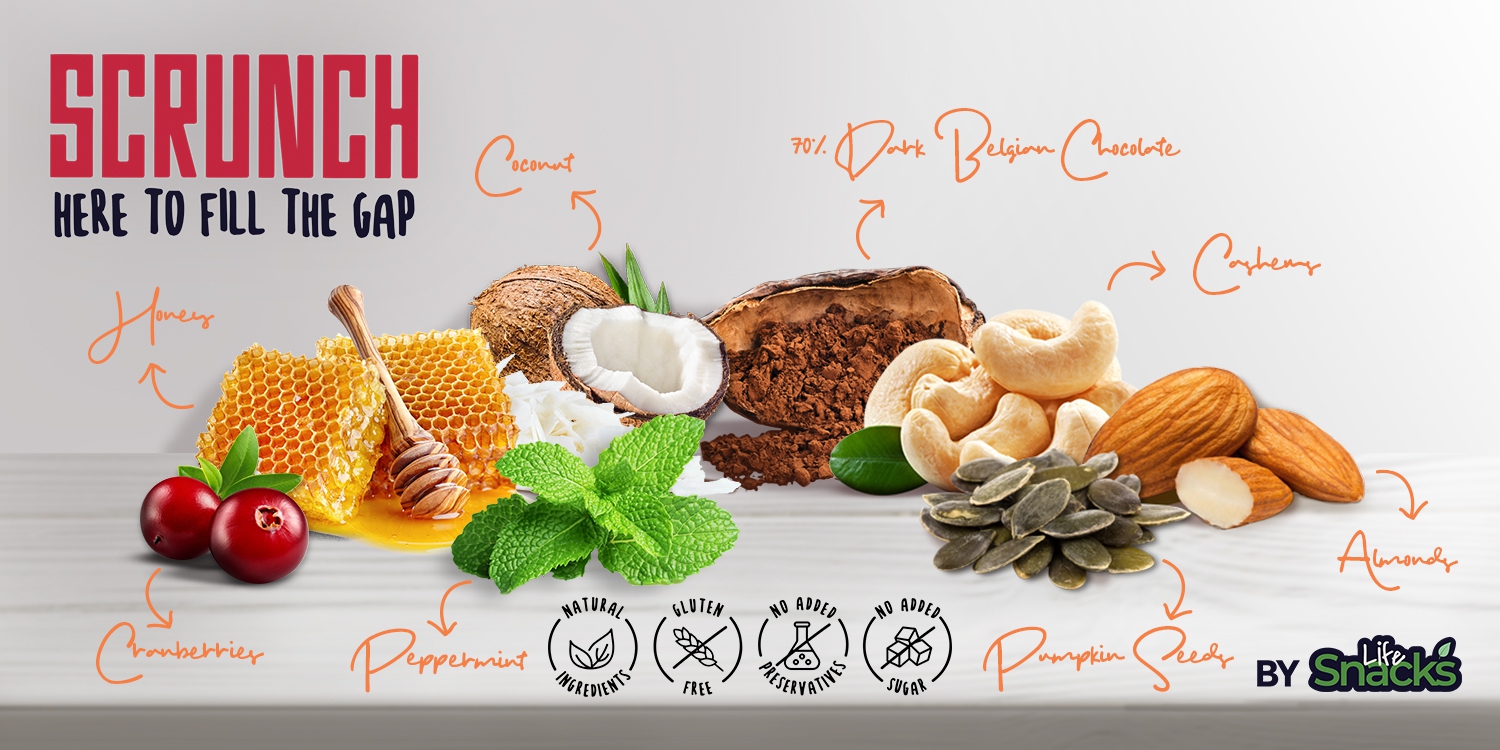 SCRUNCH
HERE TO FILL THE GAP
Coconut
70% Dark Belgian Chocolate
Cashews
Honey
Almonds
Cranberries
Peppermint
NATURAL
INGREDIENTS
GLUTEN
FREE
NO ADDED
PRESERVATIVES
NO ADDED
SUGAR
Pumpkin Seeds
BY Life Snacks